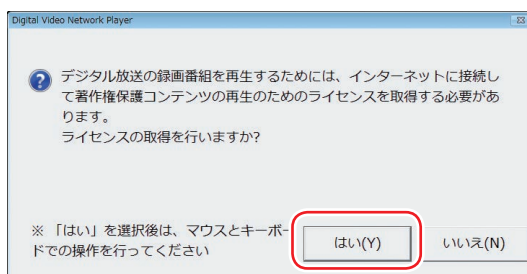 Digital Video Network Player
デジタル放送の録画番組を再生するためには、インターネットに接続し
て著作権保護コンテンツの再生のためのライセンスを取得する必要があ
ります。
ライセンスの取得を行いますか?
※ 「はい」を選択後は、マウスとキーボー
ドでの操作を行ってください
はい(Y) いいえ(N)